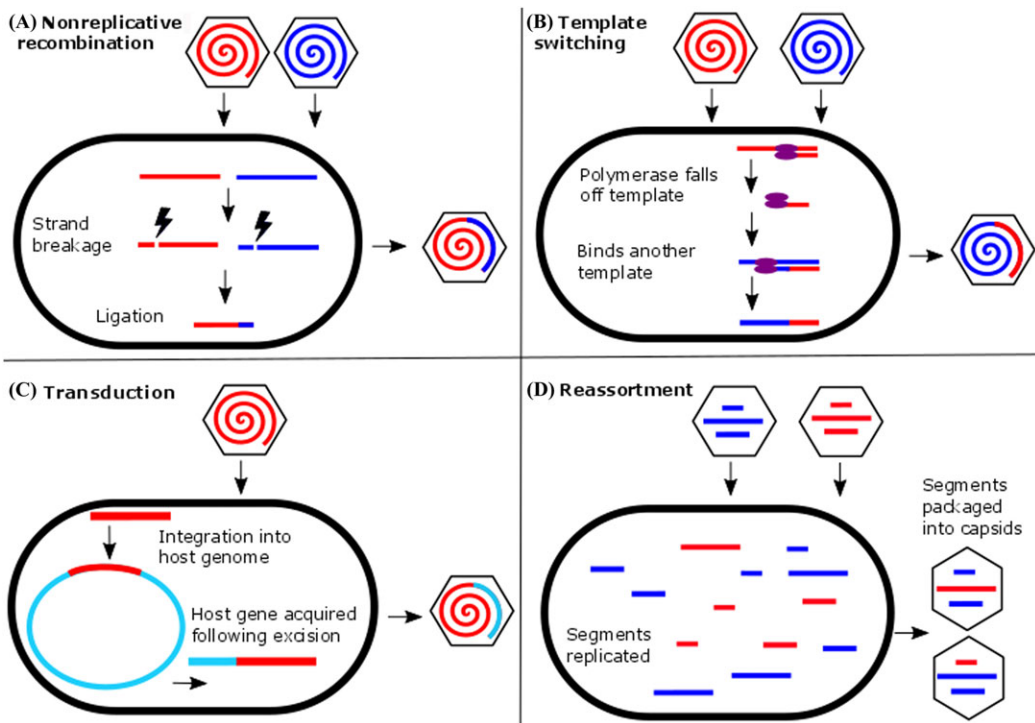 (A) Nonreplicative
recombination
Strand
breakage
Ligation
(B) Template
switching
Polymerase falls
off template
Binds another
template
(C) Transduction
Integration into
host genome
Host gene acquired
following excision
(D) Reassortment
Segments
replicated
Segments
packaged
into capsids